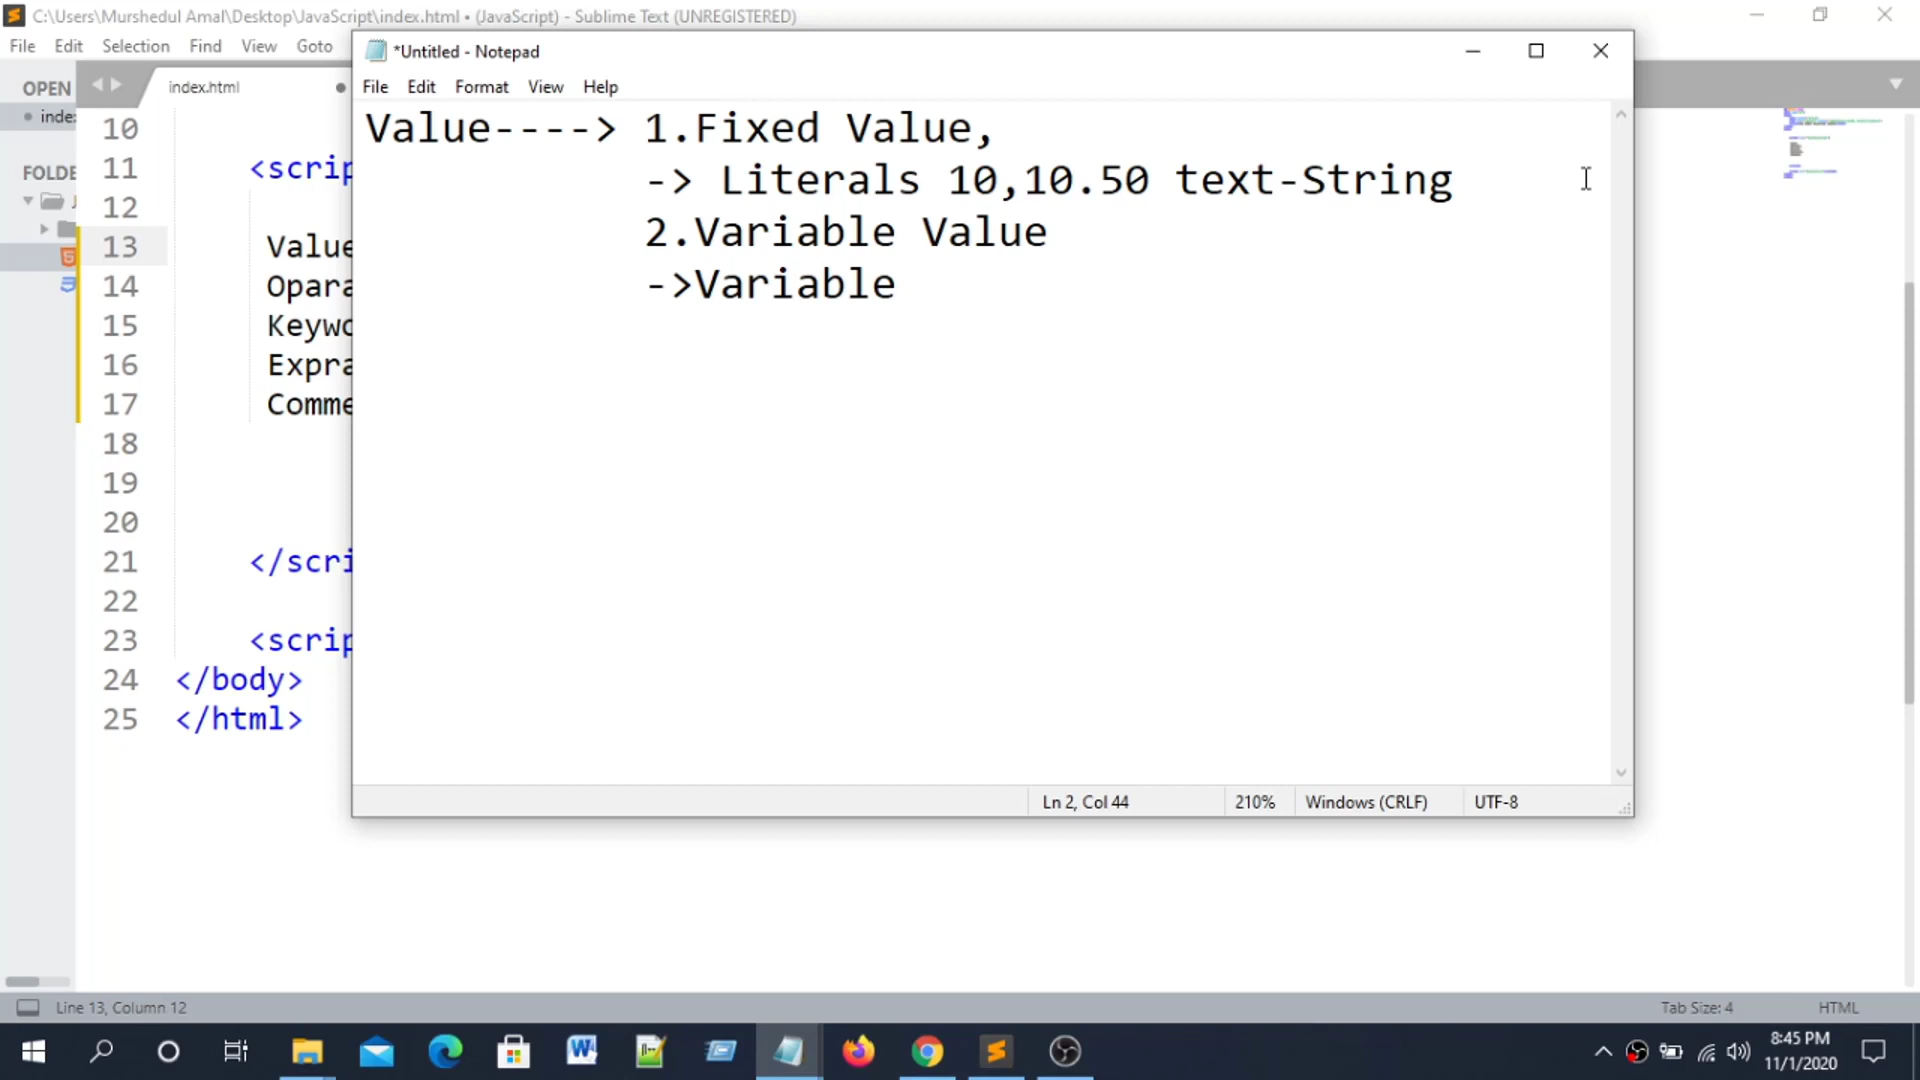 C:\Users\Murshedul Amal\Desktop\JavaScript\index.html • (JavaScript) - Sublime Text (UNREGISTERED)
File Edit Selection Find View Goto
*Untitled - Notepad
File Edit Format View Help
OPEN
index.html
inde
FOLDE
Value----> 1.Fixed Value,
-> Literals 10,10.50 text-String
2.Variable Value
->Variable
10
11 <scrip
12
13 Value
14 Opara
15 Keywo
16 Expra
17 Comme
18
19
20
21 </scri
22
23 <scrip
24 </body>
25 </html>
Ln 2, Col 44 210% Windows (CRLF) UTF-8
Line 13, Column 12 Tab Size: 4 HTML
8:45 PM
11/1/2020